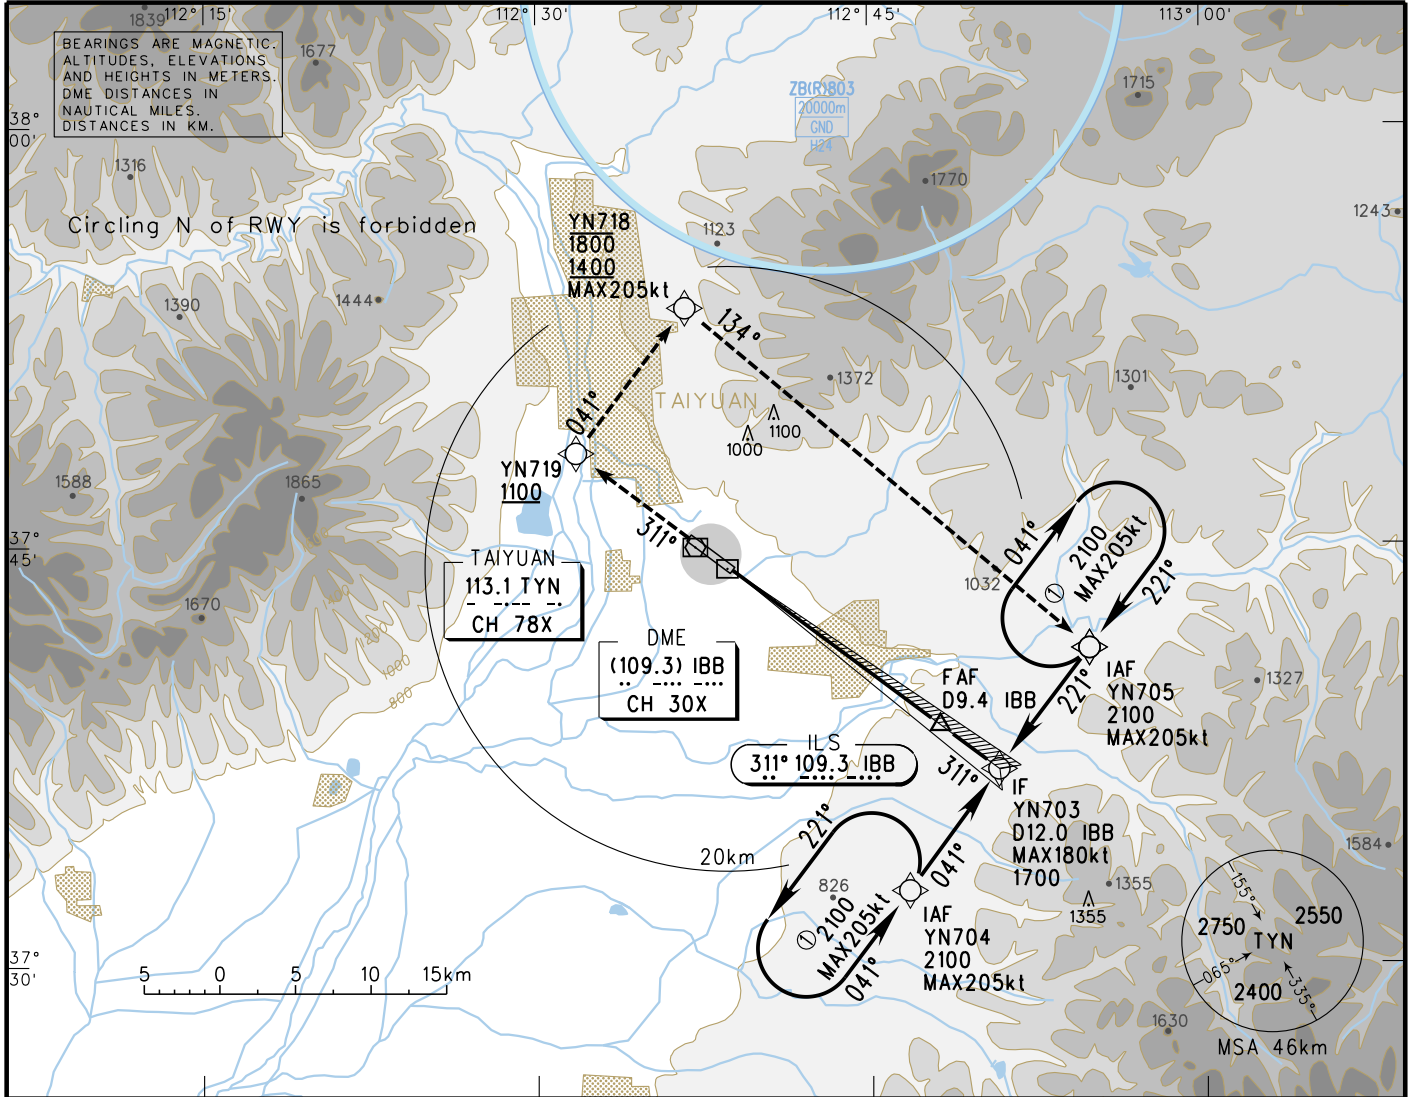 112° 15'
112° 30'
112° 45'
113° 00'
1839
BEARINGS ARE MAGNETIC.
ALTITUDES, ELEVATIONS
AND HEIGHTS IN METERS.
DME DISTANCES IN
NAUTICAL MILES.
DISTANCES IN KM.
1677
1715
ZB(R)803
20000m
GND
H24
38°
00'
1316
1770
Circling N of RWY is forbidden
1243
YN718
1800
1400
MAX205kt
1123
1390
1444
134°
1372
1301
TAIYUAN
041°
1100
1000
YN719
1100
1588
1865
311°
041°
2100
MAX205kt
1
221°
37°
45'
1032
TAIYUAN
113.1 TYN
CH 78X
1670
1400
1200
1000
800
DME
(109.3) IBB
CH 30X
FAF
D9.4 IBB
221°
IAF
YN705
2100
MAX205kt
1327
ILS
311° 109.3 IBB
311°
IF
YN703
D12.0 IBB
MAX180kt
1700
221°
1584
20km
041°
826
1355
1355
1
2100
MAX205kt
041°
IAF
YN704
2100
MAX205kt
155°
2750
2550
TYN
065°
2400
335°
MSA 46km
37°
30'
5 0 5 10 15km
1630